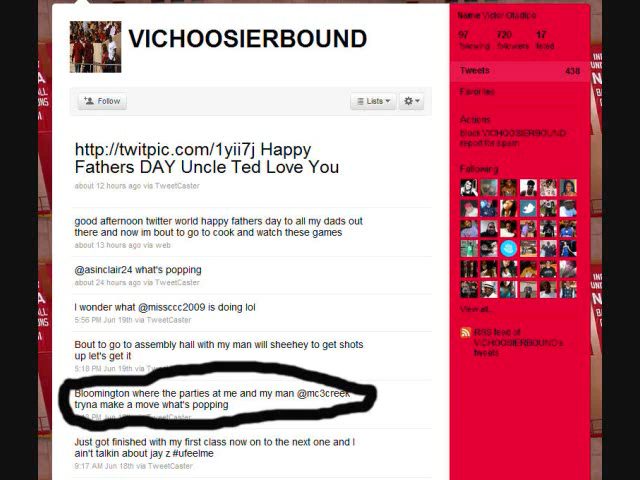 VICHOOSIERBOUND
Follow
Lists
http://twitpic.com/1yii7j Happy
Fathers DAY Uncle Ted Love You
about 12 hours ago via TweetCaster
good afternoon twitter world happy fathers day to all my dads out
there and now im bout to go to cook and watch these games
about 13 hours ago via web
@asinclair24 what's popping
about 24 hours ago via TweetCaster
I wonder what @missccc2009 is doing lol
5:56 PM Jun 19th via TweetCaster
Bout to go to assembly hall with my man will sheehey to get shots
up let's get it
5:18 PM Jun 19th via TweetCaster
Bloomington where the parties at me and my man @mc3creek
tryna make a move what's popping
PM Jun 19th via TweetCaster
Just got finished with my first class now on to the next one and I
ain't talkin about jay z #ufeelme
9:17 AM Jun 18th via TweetCaster
Name Victor Oladipo
97 720 17
following followers listed
Tweets 438
Favorites
Actions
block VICHOOSIERBOUND
report for spam
Following
View all...
RSS feed of
VICHOOSIERBOUND's
tweets